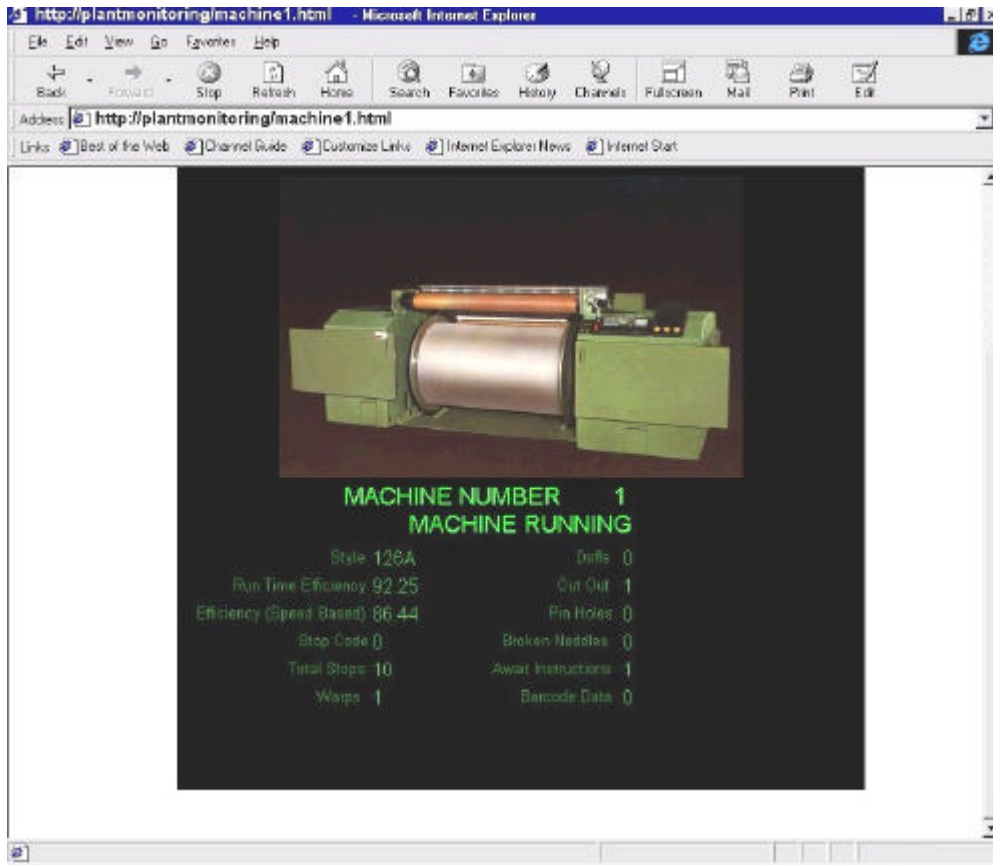 http://plantmonitoring/machine1.html - Microsoft Internet Explorer
File Edit View Go Favorites Help
Back Forward Stop Refresh Home Search Favorites History Channels Fullscreen Mail Print Edit
Address http://plantmonitoring/machine1.html
Links Best of the Web Channel Guide Customize Links Internet Explorer News Internet Start
MACHINE NUMBER 1
MACHINE RUNNING
Style 126A Doffs 0
Run Time Efficiency 92.25 Cut Out 1
Efficiency (Speed Based) 86.44 Pin Holes 0
Stop Code 0 Broken Needles 0
Total Stops 10 Await Instructions 1
Warps 1 Barcode Data 0